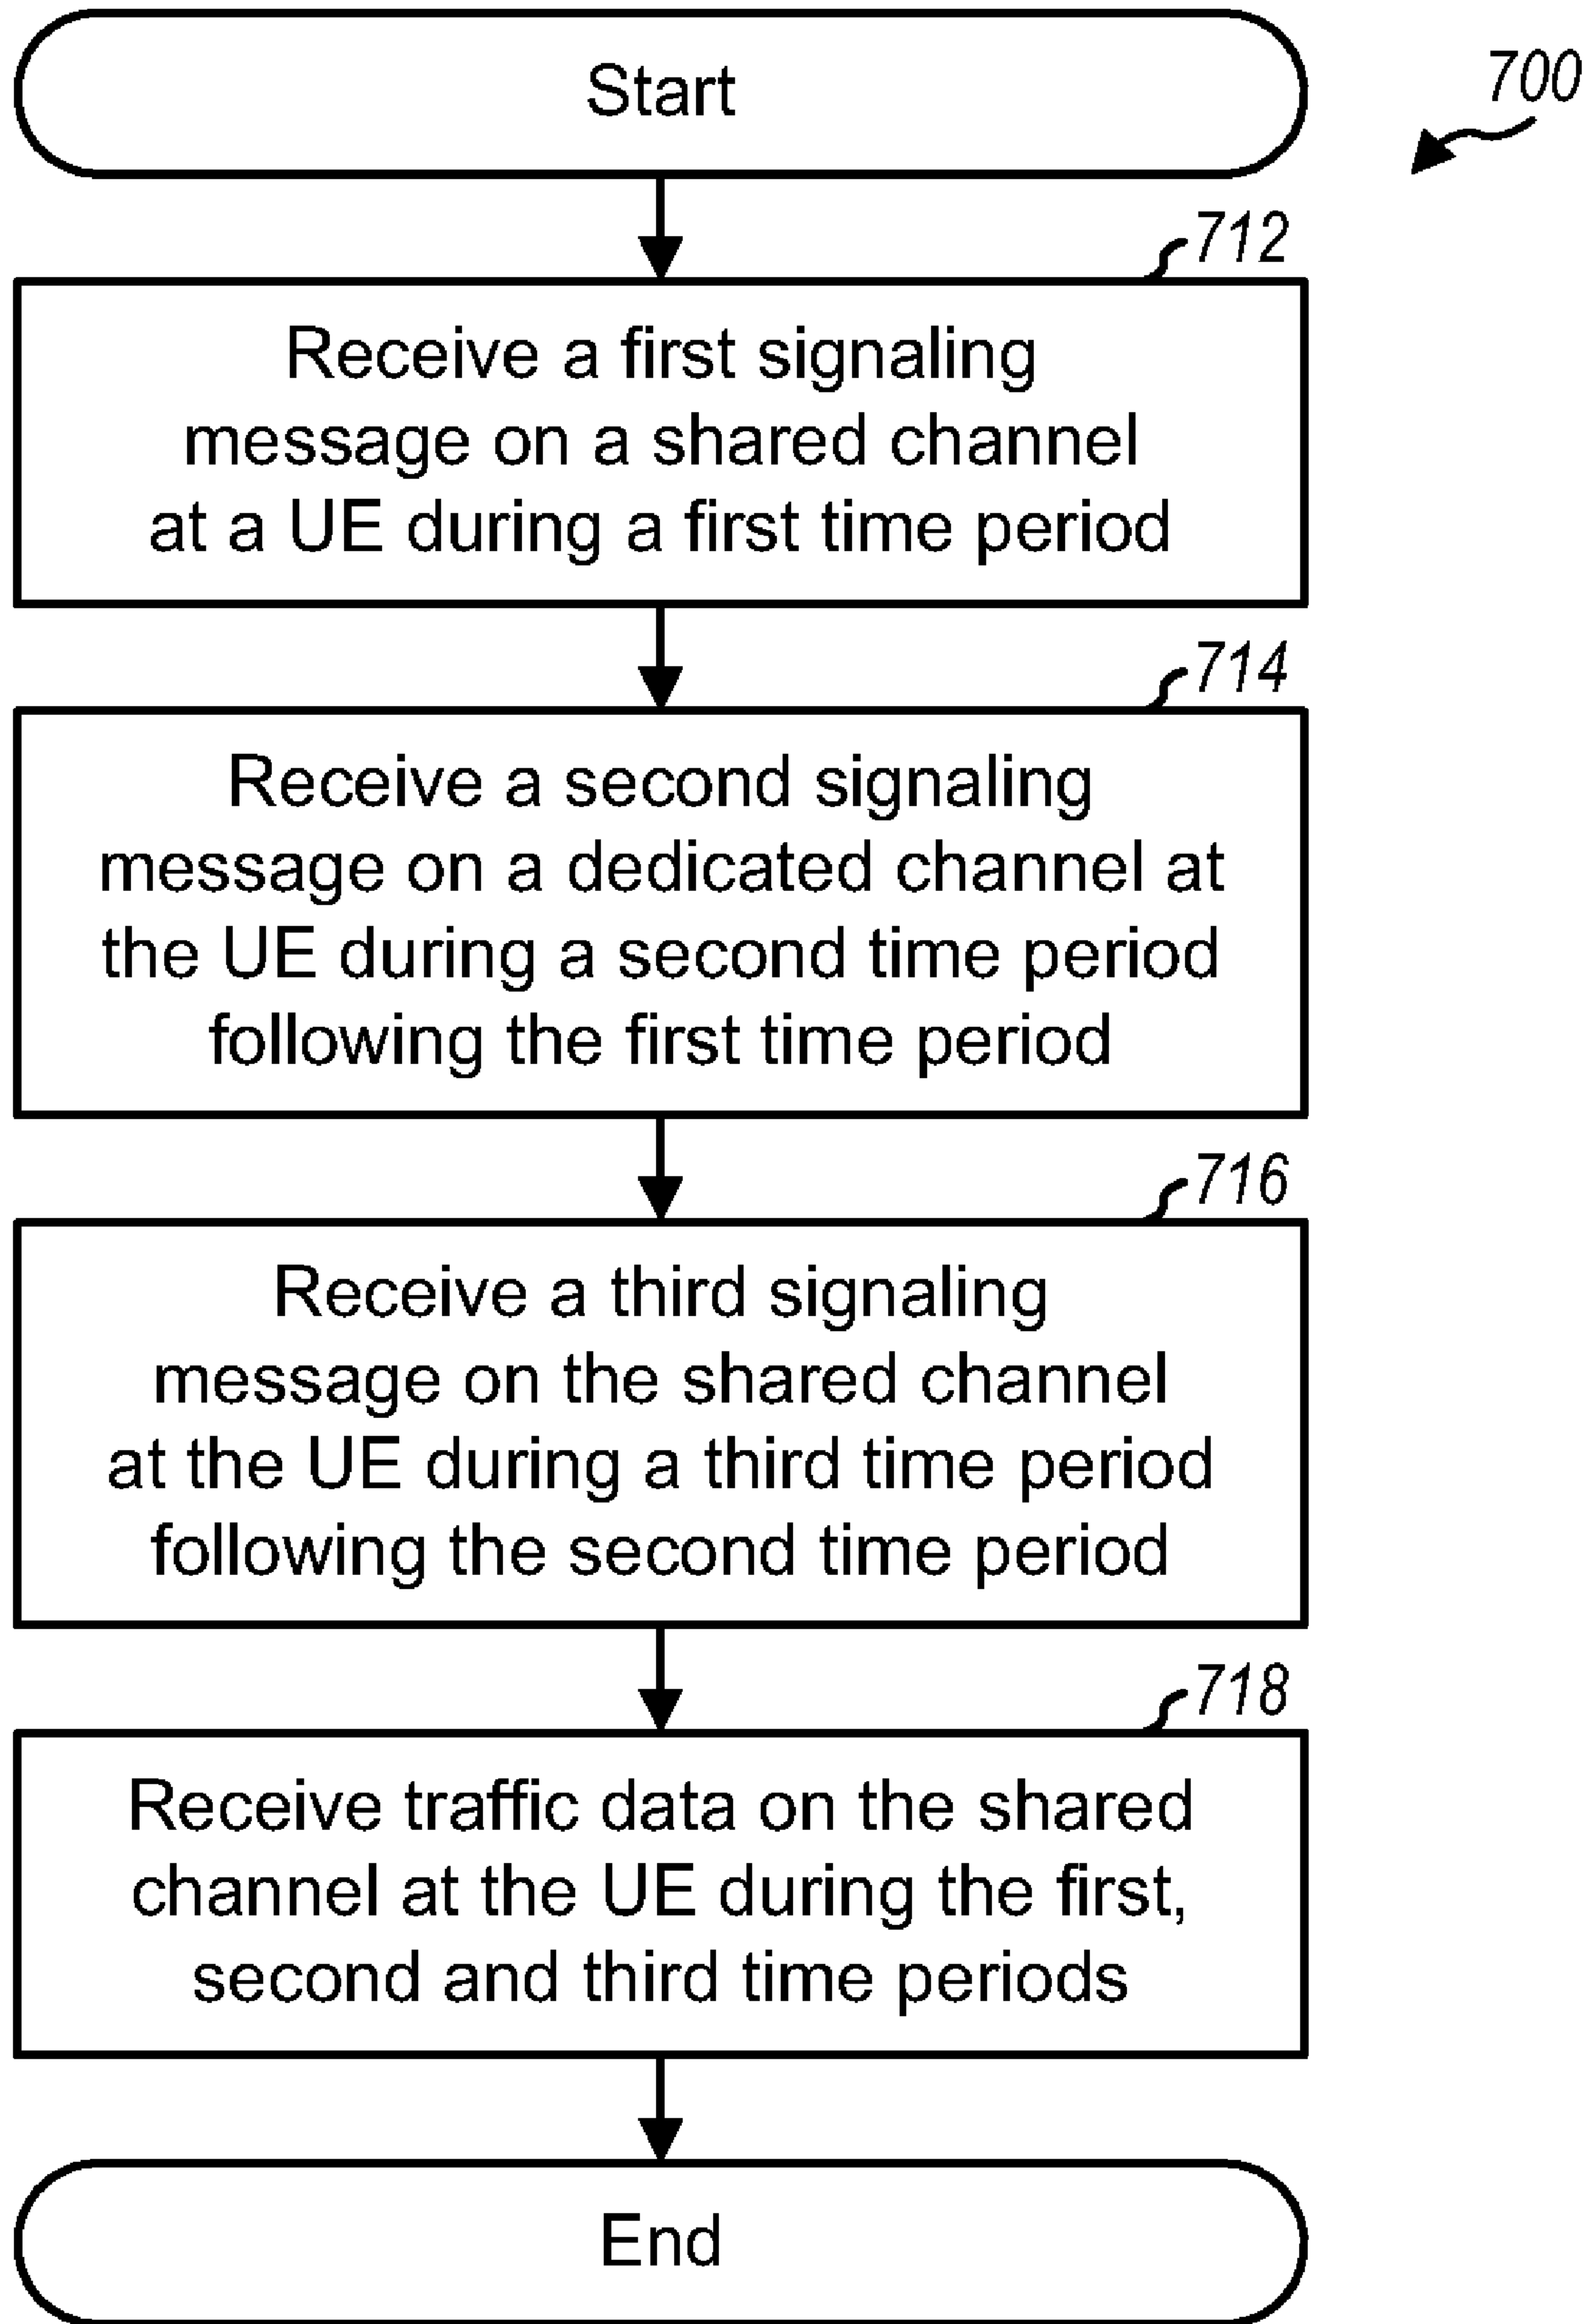 Start
700
712
Receive a first signaling
message on a shared channel
at a UE during a first time period
714
Receive a second signaling
message on a dedicated channel at
the UE during a second time period
following the first time period
716
Receive a third signaling
message on the shared channel
at the UE during a third time period
following the second time period
718
Receive traffic data on the shared
channel at the UE during the first,
second and third time periods
End